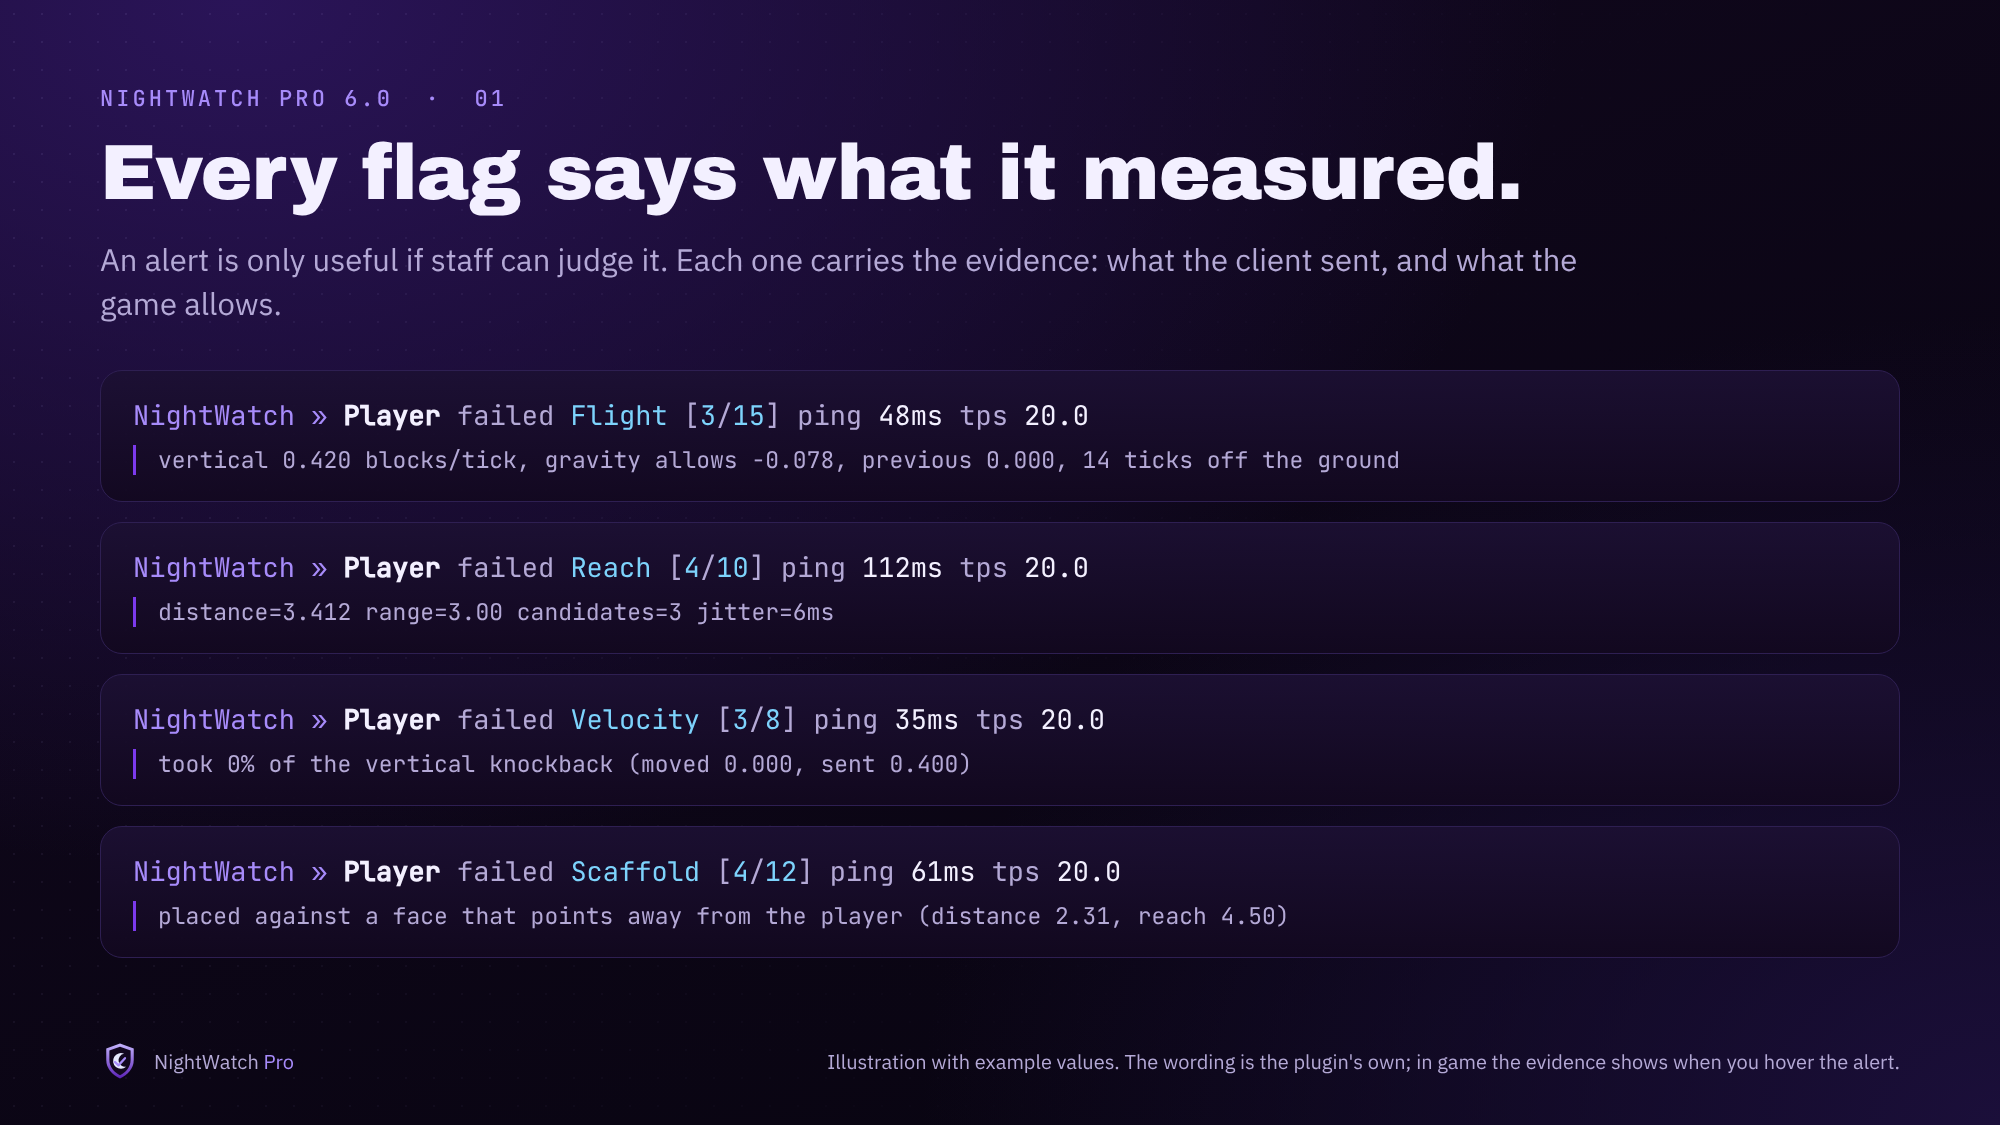 NIGHTWATCH PRO 6.0 · 01
Every flag says what it measured.
An alert is only useful if staff can judge it. Each one carries the evidence: what the client sent, and what the
game allows.
NightWatch » Player failed Flight [3/15] ping 48ms tps 20.0
vertical 0.420 blocks/tick, gravity allows -0.078, previous 0.000, 14 ticks off the ground
NightWatch » Player failed Reach [4/10] ping 112ms tps 20.0
distance=3.412 range=3.00 candidates=3 jitter=6ms
NightWatch » Player failed Velocity [3/8] ping 35ms tps 20.0
took 0% of the vertical knockback (moved 0.000, sent 0.400)
NightWatch » Player failed Scaffold [4/12] ping 61ms tps 20.0
placed against a face that points away from the player (distance 2.31, reach 4.50)
NightWatch Pro
Illustration with example values. The wording is the plugin's own; in game the evidence shows when you hover the alert.